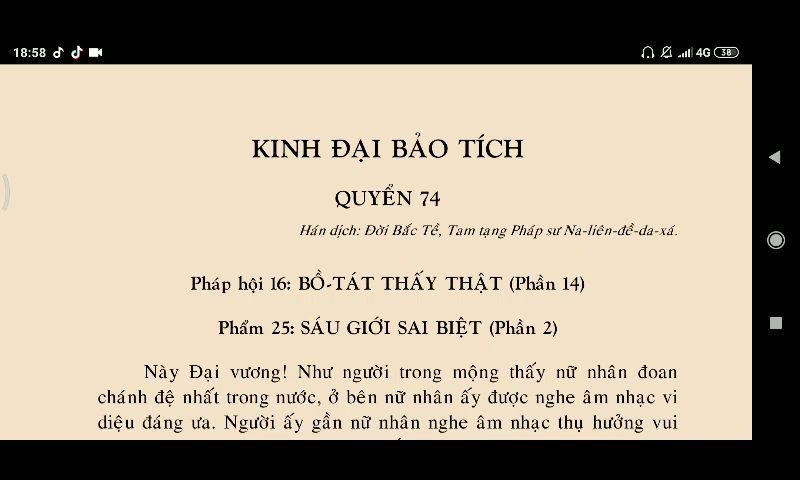 18:58
4G 38
KINH ĐẠI BẢO TÍCH
QUYỂN 74
Hán dịch: Đời Bắc Tề, Tam tạng Pháp sư Na-liên-đề-da-xá.
Pháp hội 16: BỒ-TÁT THẤY THẬT (Phần 14)
Phẩm 25: SÁU GIỚI SAI BIỆT (Phần 2)
Này Đại vương! Như người trong mộng thấy nữ nhân đoan
chánh đệ nhất trong nước, ở bên nữ nhân ấy được nghe âm nhạc vi
diệu đáng ưa. Người ấy gần nữ nhân nghe âm nhạc thụ hưởng vui